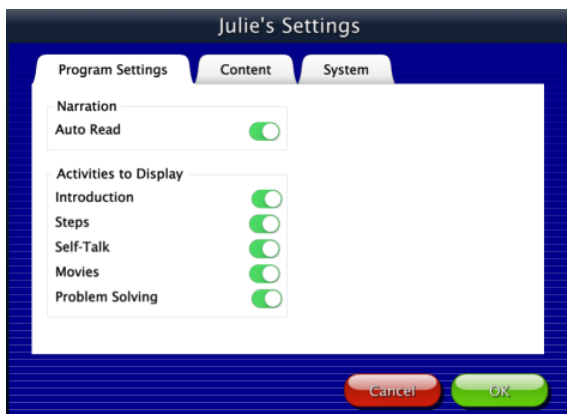 Julie's Settings
Program Settings Content System
Narration
Auto Read
Activities to Display
Introduction
Steps
Self-Talk
Movies
Problem Solving
Cancel OK